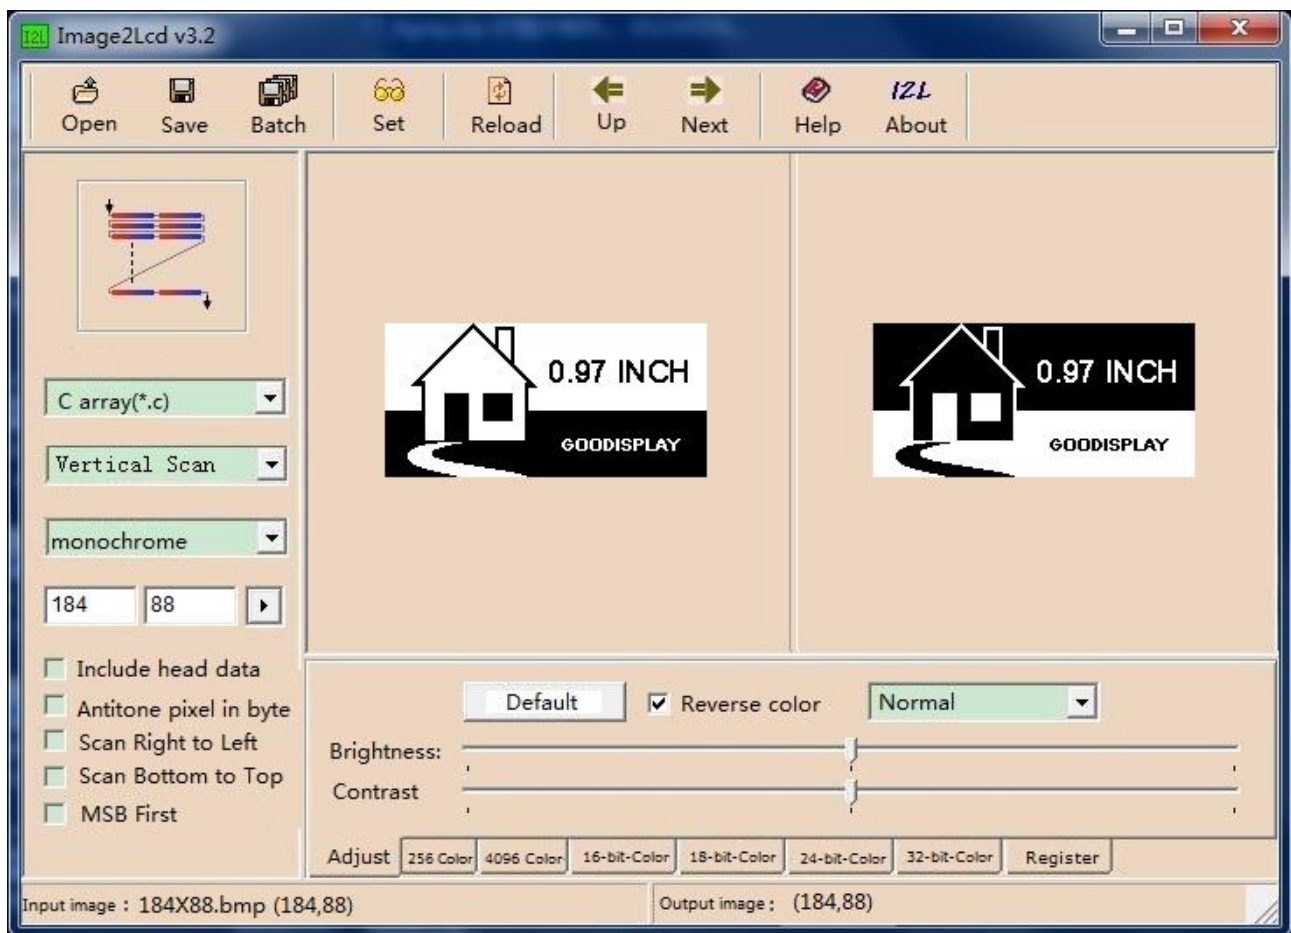 I2L Image2Lcd v3.2
Open Save Batch Set Reload Up Next Help I2L About
C array(*.c)
Vertical Scan
monochrome
184 88
Include head data
Antitone pixel in byte
Scan Right to Left
Scan Bottom to Top
MSB First
0.97 INCH
GOODISPLAY
0.97 INCH
GOODISPLAY
Default Reverse color Normal
Brightness:
Contrast
Adjust 256 Color 4096 Color 16-bit-Color 18-bit-Color 24-bit-Color 32-bit-Color Register
Input image : 184X88.bmp (184,88) Output image : (184,88)